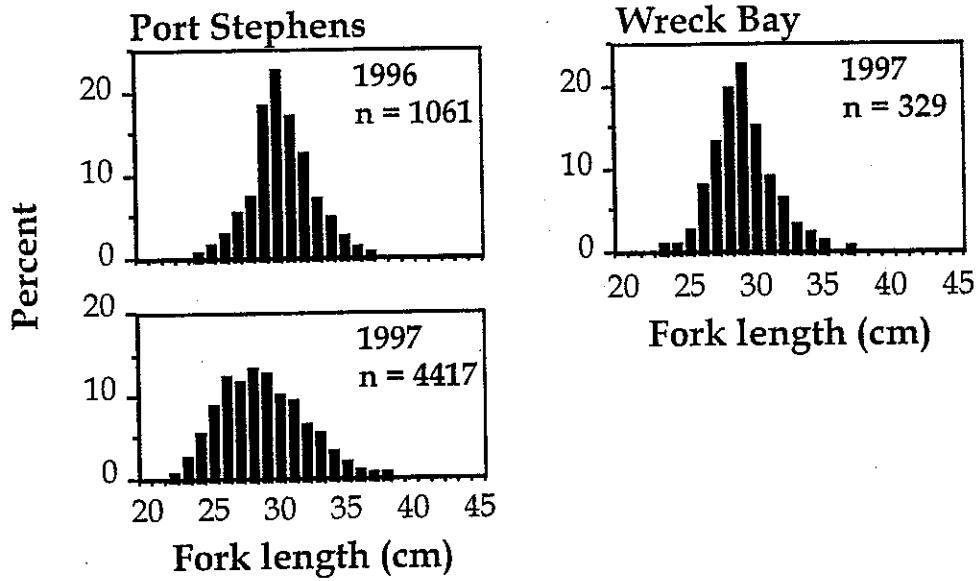 Port Stephens
1996
n = 1061
20
10
0
Percent
20
1997
n = 4417
10
0
20 25 30 35 40 45
Fork length (cm)
Wreck Bay
1997
n = 329
20
10
0
20 25 30 35 40 45
Fork length (cm)